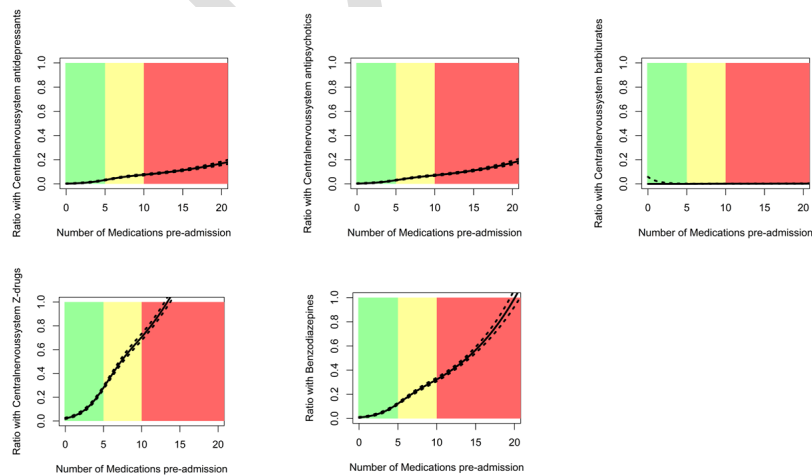 Ratio with Centralnervoussystem antidepressants
1.0
0.8
0.6
0.4
0.2
0.0
0 5 10 15 20
Number of Medications pre-admission
Ratio with Centralnervoussystem antipsychotics
1.0
0.8
0.6
0.4
0.2
0.0
0 5 10 15 20
Number of Medications pre-admission
Ratio with Centralnervoussystem barbiturates
1.0
0.8
0.6
0.4
0.2
0.0
0 5 10 15 20
Number of Medications pre-admission
Ratio with Centralnervoussystem Z-drugs
1.0
0.8
0.6
0.4
0.2
0.0
0 5 10 15 20
Number of Medications pre-admission
Ratio with Benzodiazepines
1.0
0.8
0.6
0.4
0.2
0.0
0 5 10 15 20
Number of Medications pre-admission